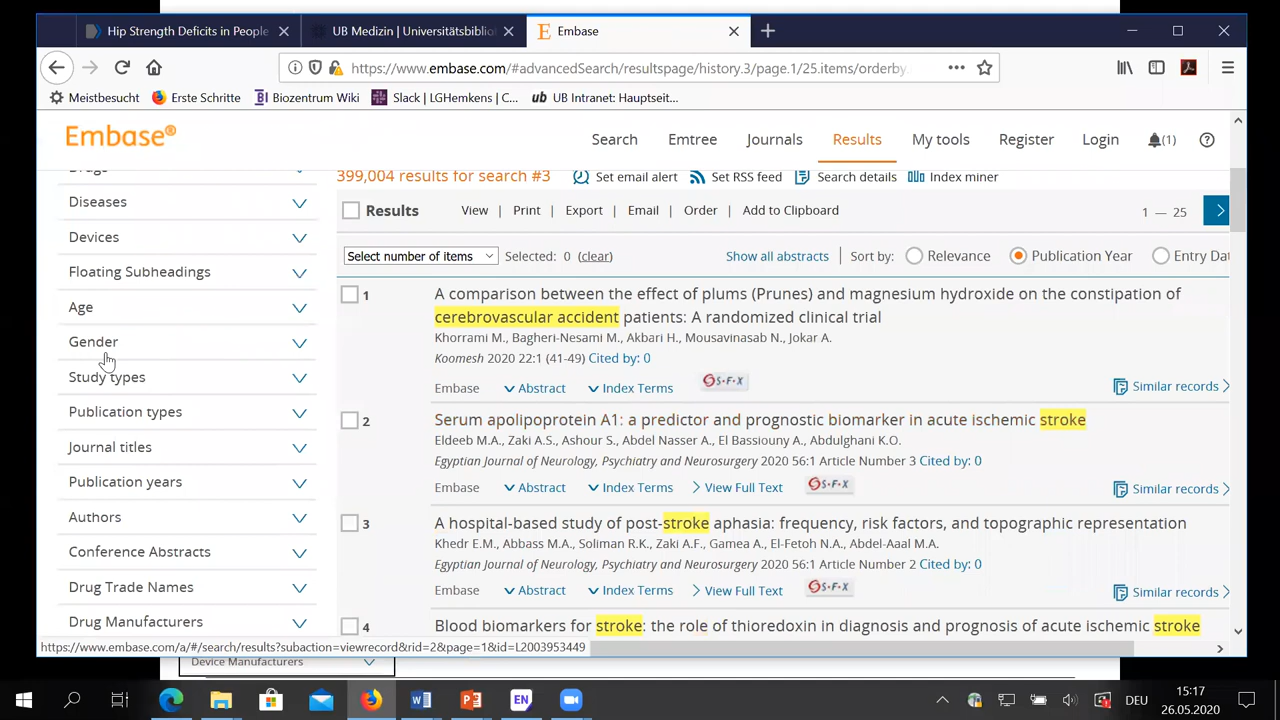 Hip Strength Deficits in People
UB Medizin | Universitätsbibliot
Embase
https://www.embase.com/#advancedSearch/resultspage/history.3/page.1/25.items/orderby.
Meistbesucht
Erste Schritte
Biozentrum Wiki
Slack | LGHemkens | C...
ub UB Intranet: Hauptseit...
Embase®
Search
Emtree
Journals
Results
My tools
Register
Login
(1)
Drugs
Diseases
Devices
Floating Subheadings
Age
Gender
Study types
Publication types
Journal titles
Publication years
Authors
Conference Abstracts
Drug Trade Names
Drug Manufacturers
399,004 results for search #3
Set email alert
Set RSS feed
Search details
Index miner
Results
View | Print | Export | Email | Order | Add to Clipboard
1 — 25
Select number of items
Selected: 0 (clear)
Show all abstracts
Sort by:
Relevance
Publication Year
Entry Dat
1
A comparison between the effect of plums (Prunes) and magnesium hydroxide on the constipation of
cerebrovascular accident patients: A randomized clinical trial
Khorrami M., Bagheri-Nesami M., Akbari H., Mousavinasab N., Jokar A.
Koomesh 2020 22:1 (41-49) Cited by: 0
Embase
Abstract
Index Terms
S·F·X
Similar records
2
Serum apolipoprotein A1: a predictor and prognostic biomarker in acute ischemic stroke
Eldeeb M.A., Zaki A.S., Ashour S., Abdel Nasser A., El Bassiouny A., Abdulghani K.O.
Egyptian Journal of Neurology, Psychiatry and Neurosurgery 2020 56:1 Article Number 3 Cited by: 0
Embase
Abstract
Index Terms
View Full Text
S·F·X
Similar records
3
A hospital-based study of post-stroke aphasia: frequency, risk factors, and topographic representation
Khedr E.M., Abbass M.A., Soliman R.K., Zaki A.F., Gamea A., El-Fetoh N.A., Abdel-Aaal M.A.
Egyptian Journal of Neurology, Psychiatry and Neurosurgery 2020 56:1 Article Number 2 Cited by: 0
Embase
Abstract
Index Terms
View Full Text
S·F·X
Similar records
4
Blood biomarkers for stroke: the role of thioredoxin in diagnosis and prognosis of acute ischemic stroke
https://www.embase.com/a/#/search/results?subaction=viewrecord&rid=2&page=1&id=L2003953449
Device Manufacturers
EN
DEU
15:17
26.05.2020